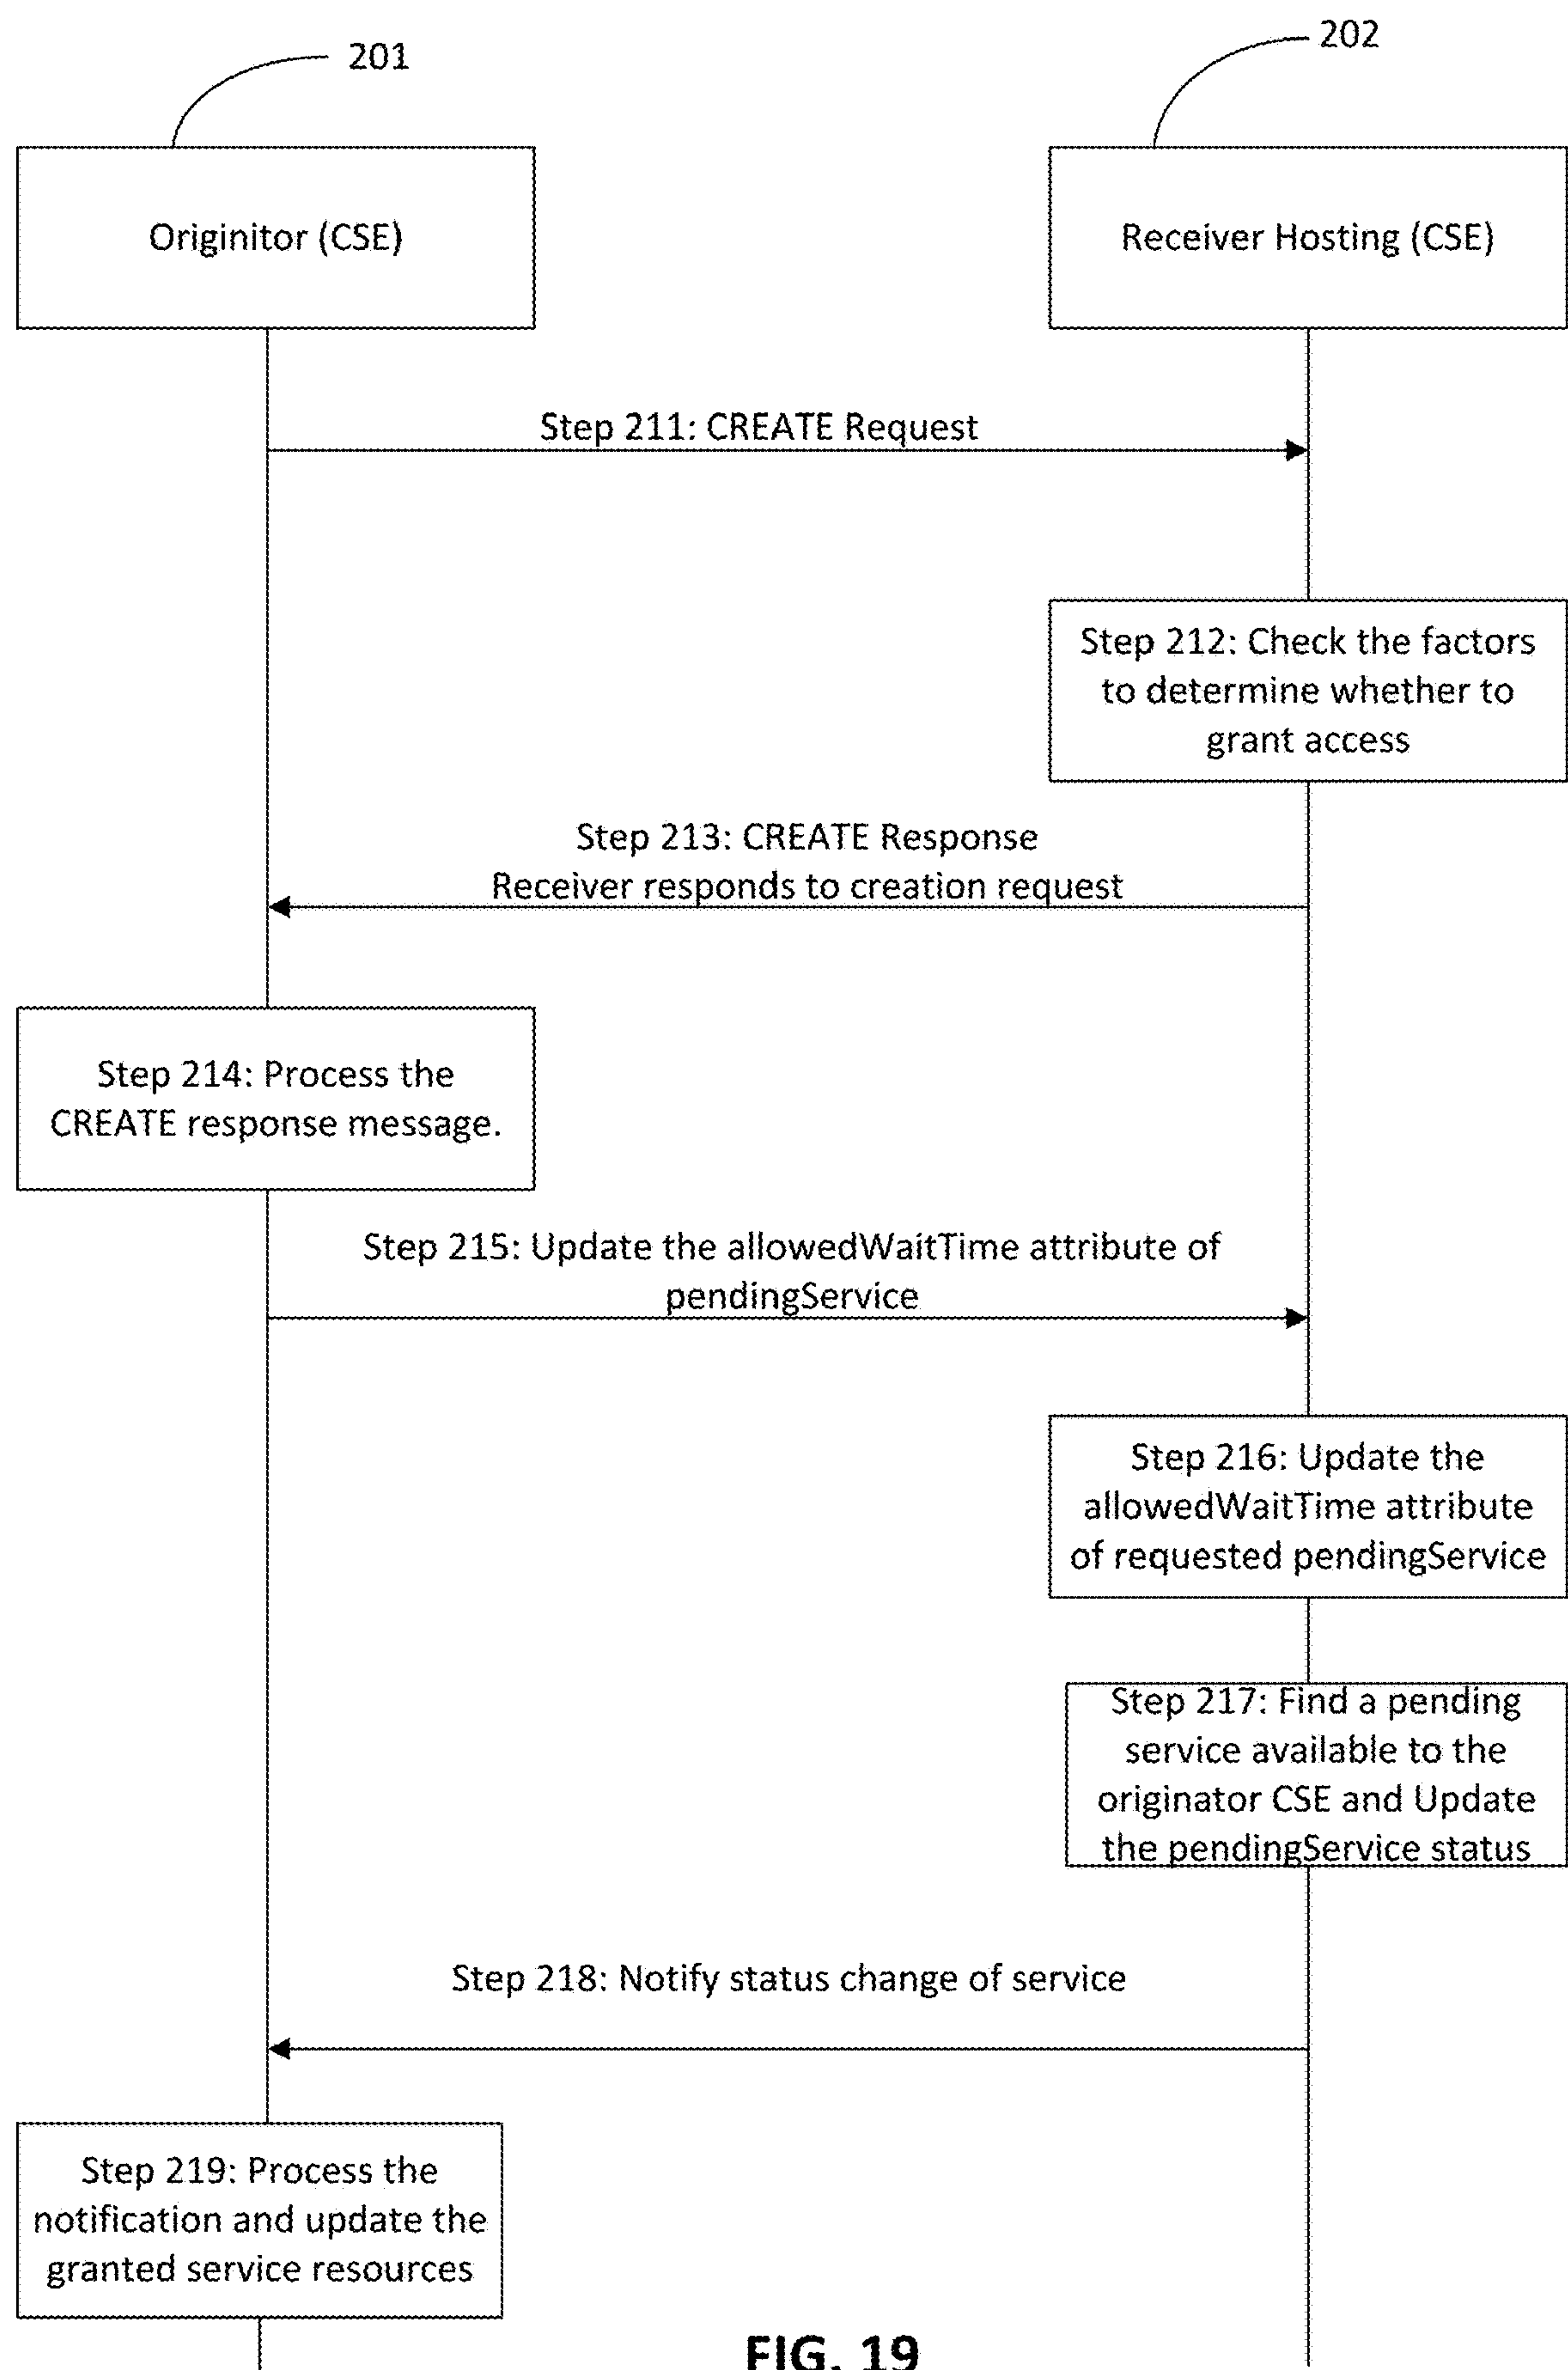 201
202
Originitor (CSE)
Receiver Hosting (CSE)
Step 211: CREATE Request
Step 212: Check the factors
to determine whether to
grant access
Step 213: CREATE Response
Receiver responds to creation request
Step 214: Process the
CREATE response message.
Step 215: Update the allowedWaitTime attribute of
pendingService
Step 216: Update the
allowedWaitTime attribute
of requested pendingService
Step 217: Find a pending
service available to the
originator CSE and Update
the pendingService status
Step 218: Notify status change of service
Step 219: Process the
notification and update the
granted service resources
FIG. 19